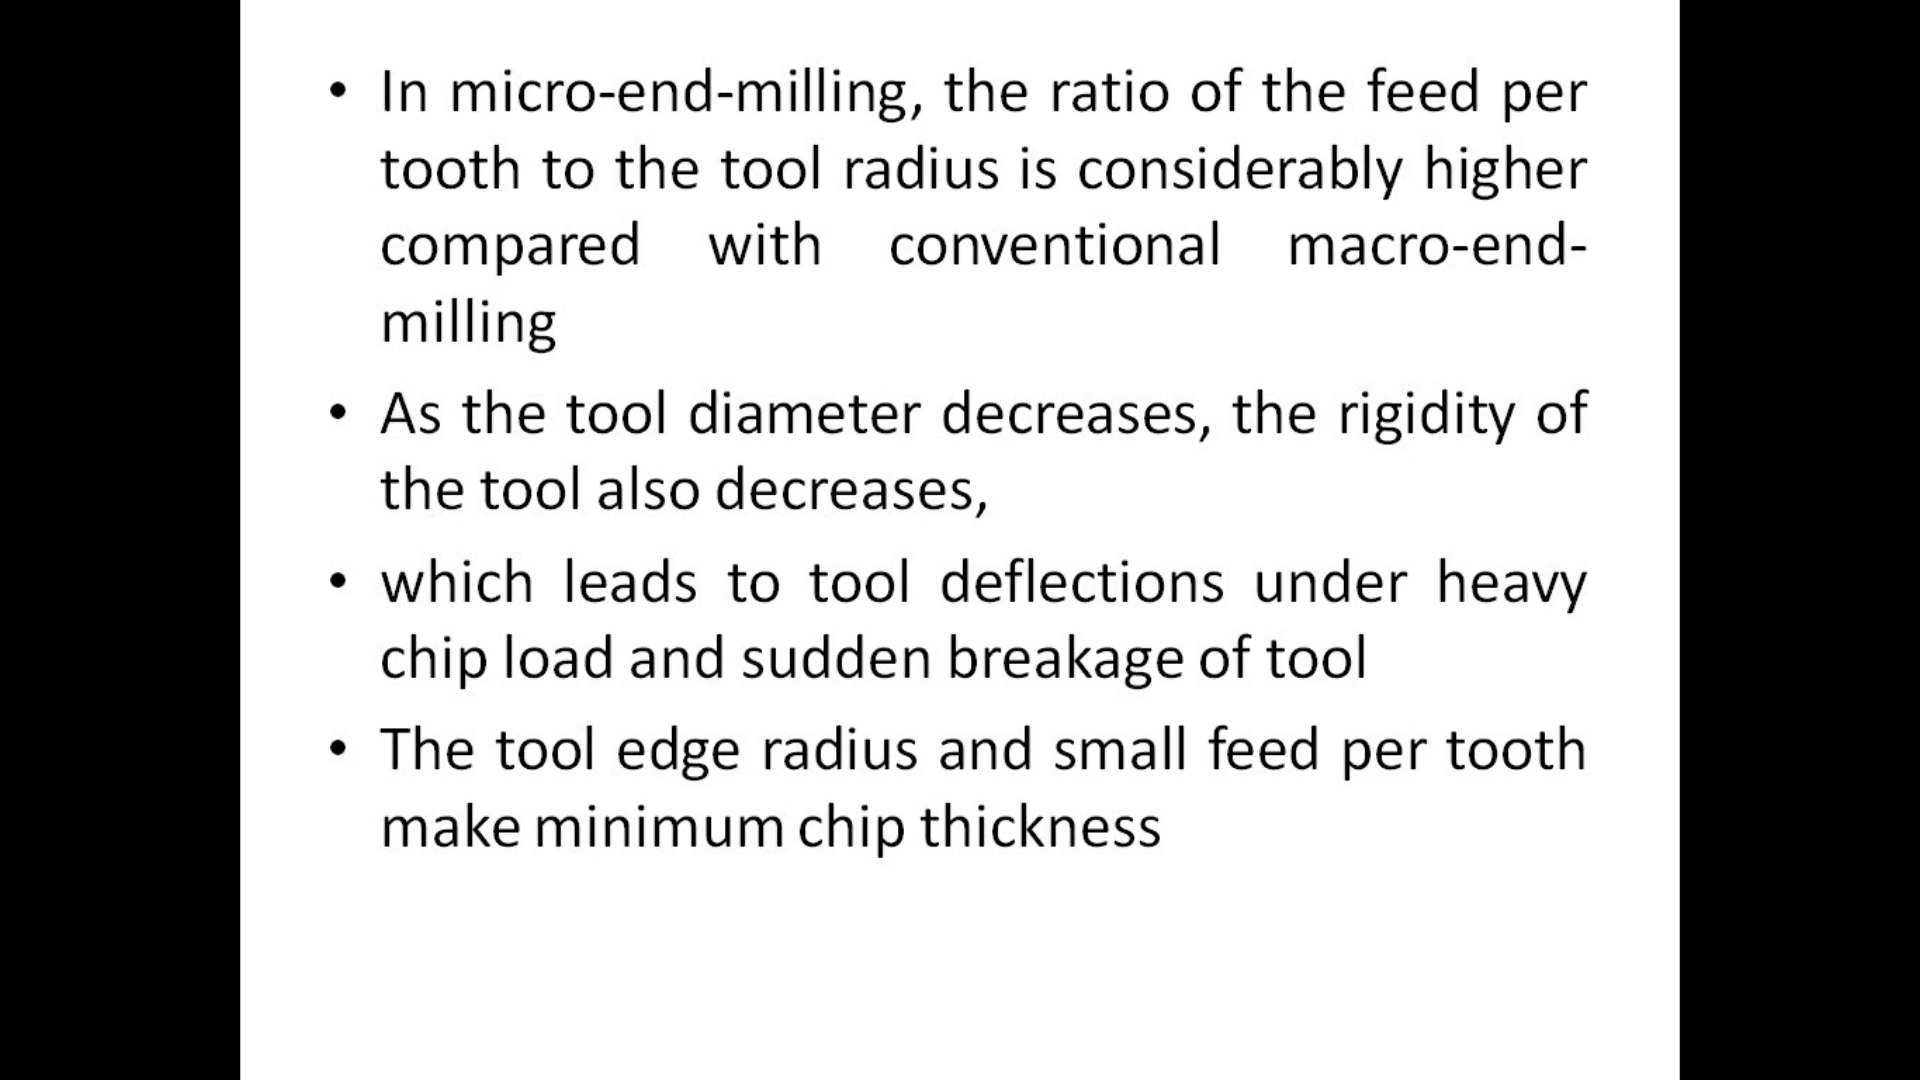 • In micro-end-milling, the ratio of the feed per
tooth to the tool radius is considerably higher
compared with conventional macro-end-
milling
• As the tool diameter decreases, the rigidity of
the tool also decreases,
• which leads to tool deflections under heavy
chip load and sudden breakage of tool
• The tool edge radius and small feed per tooth
make minimum chip thickness